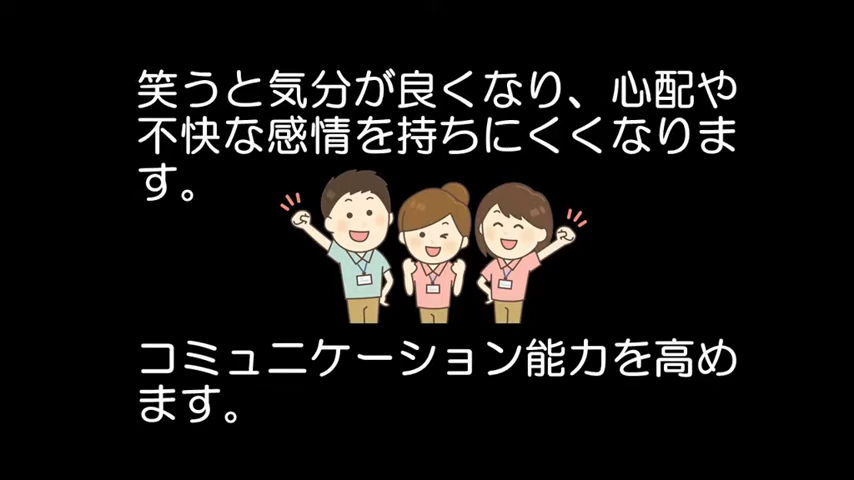 笑うと気分が良くなり、心配や
不快な感情を持ちにくくなりま
す。
コミュニケーション能力を高め
ます。